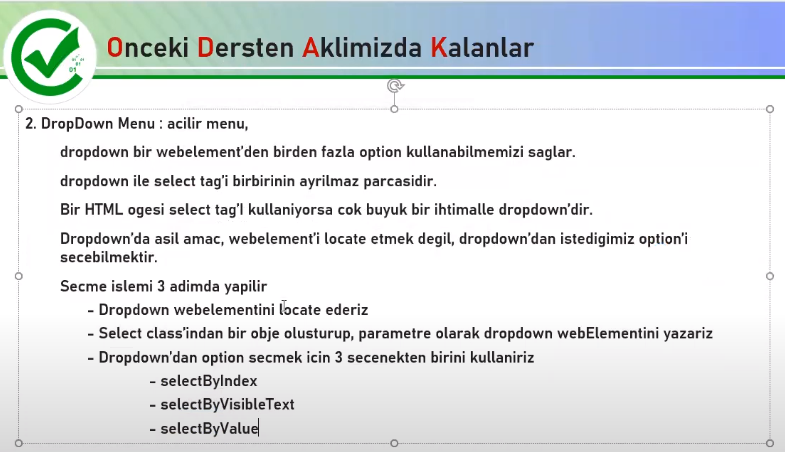 Onceki Dersten Aklimizda Kalanlar
2. DropDown Menu : acilir menu,
dropdown bir webelement'den birden fazla option kullanabilmemizi saglar.
dropdown ile select tag'i birbirinin ayrilmaz parcasidir.
Bir HTML ogesi select tag'I kullaniyorsa cok buyuk bir ihtimalle dropdown'dir.
Dropdown'da asil amac, webelement'i locate etmek degil, dropdown'dan istedigimiz option'i
secebilmektir.
Secme islemi 3 adimda yapilir
- Dropdown webelementini locate ederiz
- Select class'indan bir obje olusturup, parametre olarak dropdown webElementini yazariz
- Dropdown'dan option secmek icin 3 secenekten birini kullaniriz
- selectByIndex
- selectByVisibleText
- selectByValue